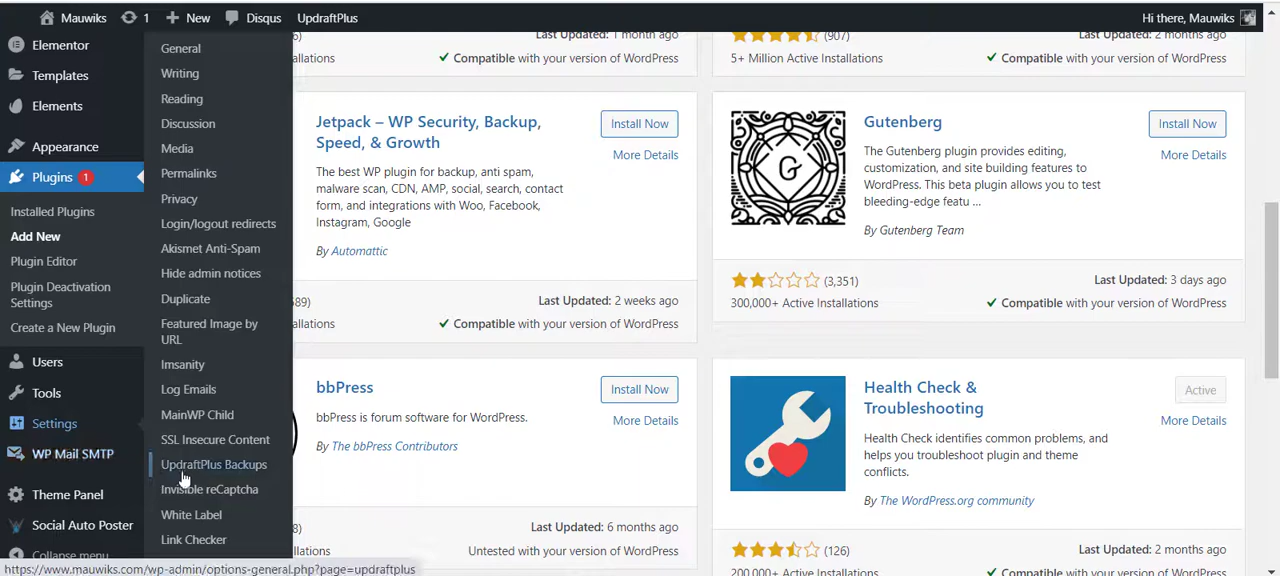 Mauwiks 1 New Disqus UpdraftPlus Hi there, Mauwiks
Elementor
Templates
Elements
Appearance
Plugins 1
Installed Plugins
Add New
Plugin Editor
Plugin Deactivation
Settings
Create a New Plugin
Users
Tools
Settings
WP Mail SMTP
Theme Panel
Social Auto Poster
Collapse menu
General
Writing
Reading
Discussion
Media
Permalinks
Privacy
Login/logout redirects
Akismet Anti-Spam
Hide admin notices
Duplicate
Featured Image by
URL
Imsanity
Log Emails
MainWP Child
SSL Insecure Content
UpdraftPlus Backups
Invisible reCaptcha
White Label
Link Checker
Last Updated: 1 month ago
Compatible with your version of WordPress
(907)
Last Updated: 2 months ago
5+ Million Active Installations
Compatible with your version of WordPress
Jetpack – WP Security, Backup,
Speed, & Growth
Install Now
More Details
The best WP plugin for backup, anti spam,
malware scan, CDN, AMP, social, search, contact
form, and integrations with Woo, Facebook,
Instagram, Google
By Automattic
Last Updated: 2 weeks ago
Compatible with your version of WordPress
G
Gutenberg
Install Now
More Details
The Gutenberg plugin provides editing,
customization, and site building features to
WordPress. This beta plugin allows you to test
bleeding-edge featu ...
By Gutenberg Team
(3,351)
Last Updated: 3 days ago
300,000+ Active Installations
Compatible with your version of WordPress
bbPress
Install Now
More Details
bbPress is forum software for WordPress.
By The bbPress Contributors
Last Updated: 6 months ago
Untested with your version of WordPress
Health Check &
Troubleshooting
Active
More Details
Health Check identifies common problems, and
helps you troubleshoot plugin and theme
conflicts.
By The WordPress.org community
(126)
Last Updated: 2 months ago
200,000+ Active Installations
Compatible with your version of WordPress
https://www.mauwiks.com/wp-admin/options-general.php?page=updraftplus